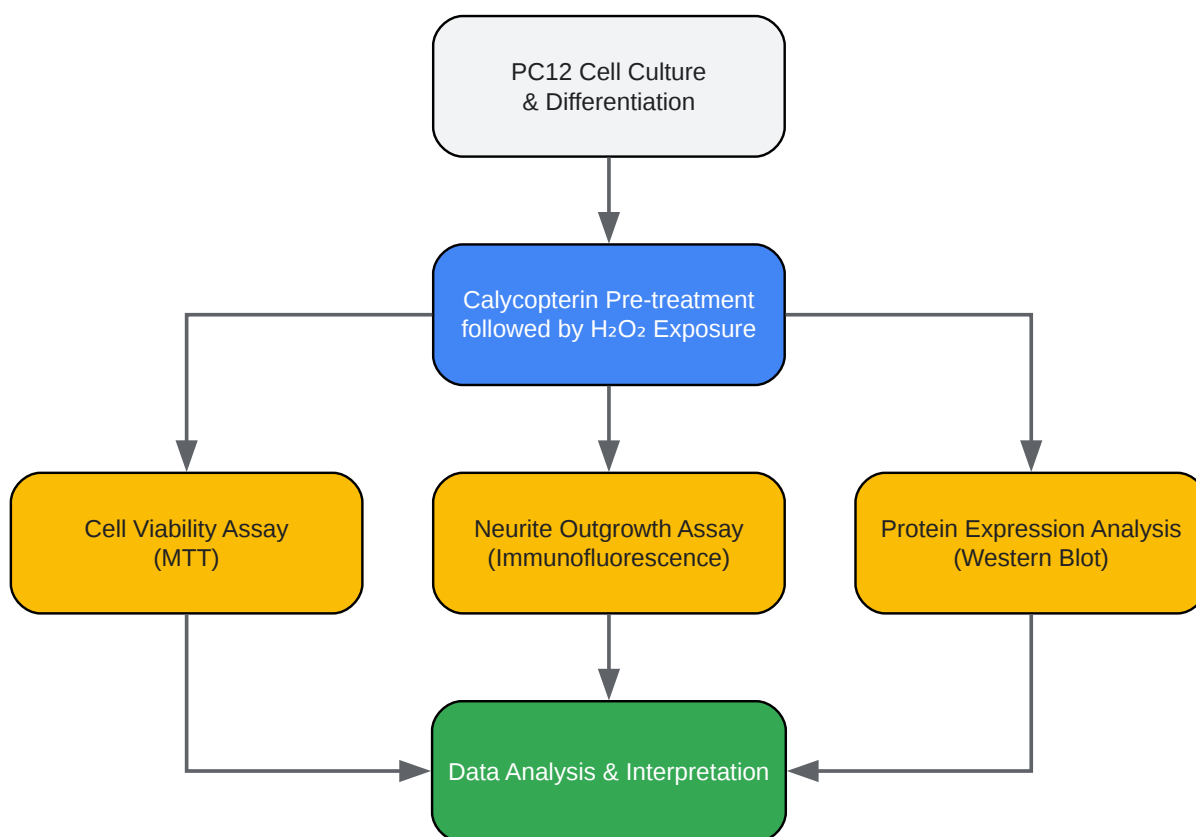 PC12 Cell Culture
& Differentiation
Calycopterin Pre-treatment
followed by H₂O₂ Exposure
Cell Viability Assay
(MTT)
Neurite Outgrowth Assay
(Immunofluorescence)
Protein Expression Analysis
(Western Blot)
Data Analysis & Interpretation